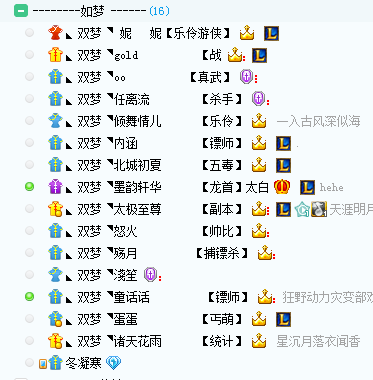 --------如梦 ------(16)
双梦 ◥ 妮 妮【乐伶游侠】
双梦 ◥gold 【战
双梦 ◥oo 【真武】
双梦 ◥任离流 【杀手】
双梦 ◥倾舞情儿 【乐伶】 一入古风深似海
双梦 ◥内涵 【镖师】 .
双梦 ◥北城初夏 【五毒】
双梦 ◥墨韵轩华 【龙首】太白 hehe
双梦 ◥太极至尊 【副本】 天涯明月
双梦 ◥怒火 【帅比】
双梦 ◥殇月 【捕镖杀】
双梦 ◥淺笙
双梦 ◥童话话 【镖师】 狂野动力灾变部双
双梦 ◥蛋蛋 【丐萌】
双梦 ◥诸天花雨 【统计】 星沉月落衣闻香
冬凝寒